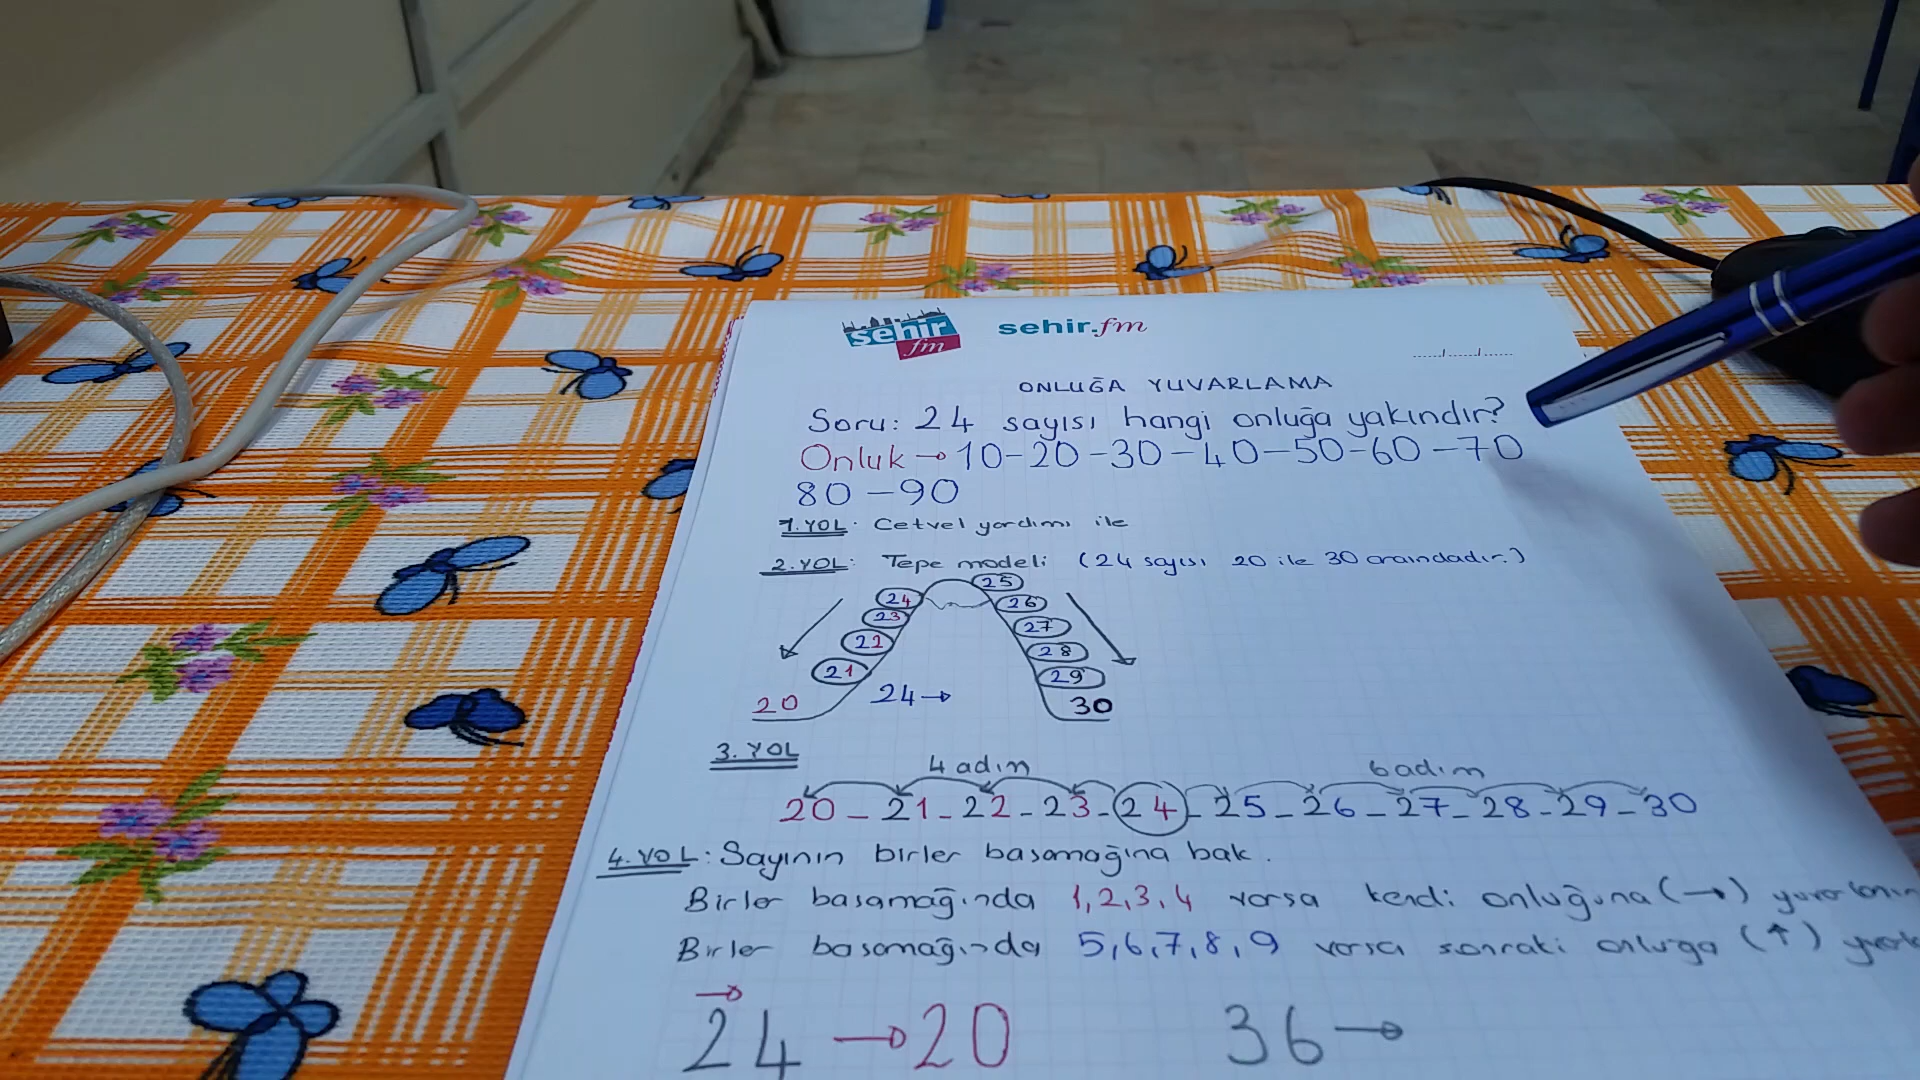 sehir fm sehir.fm
....../....../......
ONLUĞA YUVARLAMA
Soru: 24 sayısı hangi onluğa yakındır?
Onluk → 10-20-30-40-50-60-70
80-90
1.YOL: Cetvel yardımı ile
2.YOL: Tepe modeli (24 sayısı 20 ile 30 araındadır.)
25
24 26
23 27
22 28
21 29
20 24→ 30
3. YOL
4 adım 6 adım
20-21-22-23-24-25-26-27-28-29-30
4.YOL: Sayının birler basamağına bak.
Birler basamağında 1,2,3,4 varsa kendi onluğuna (→)
Birler basamağında 5,6,7,8,9 varsa sonraki onluğa (↑)
24 → 20 36 →